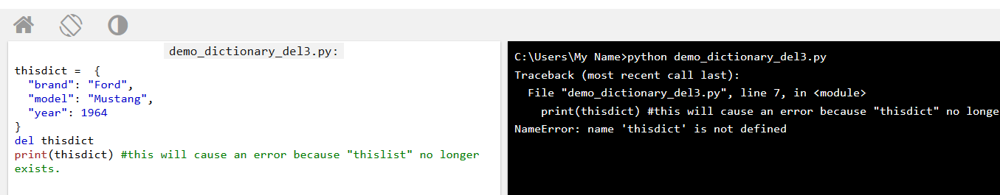 demo_dictionary_del3.py:
thisdict =  {
  "brand": "Ford",
  "model": "Mustang",
  "year": 1964
}
del thisdict
print(thisdict) #this will cause an error because "thislist" no longer
exists.
C:\Users\My Name>python demo_dictionary_del3.py
Traceback (most recent call last):
  File "demo_dictionary_del3.py", line 7, in <module>
    print(thisdict) #this will cause an error because "thisdict" no longe
NameError: name 'thisdict' is not defined